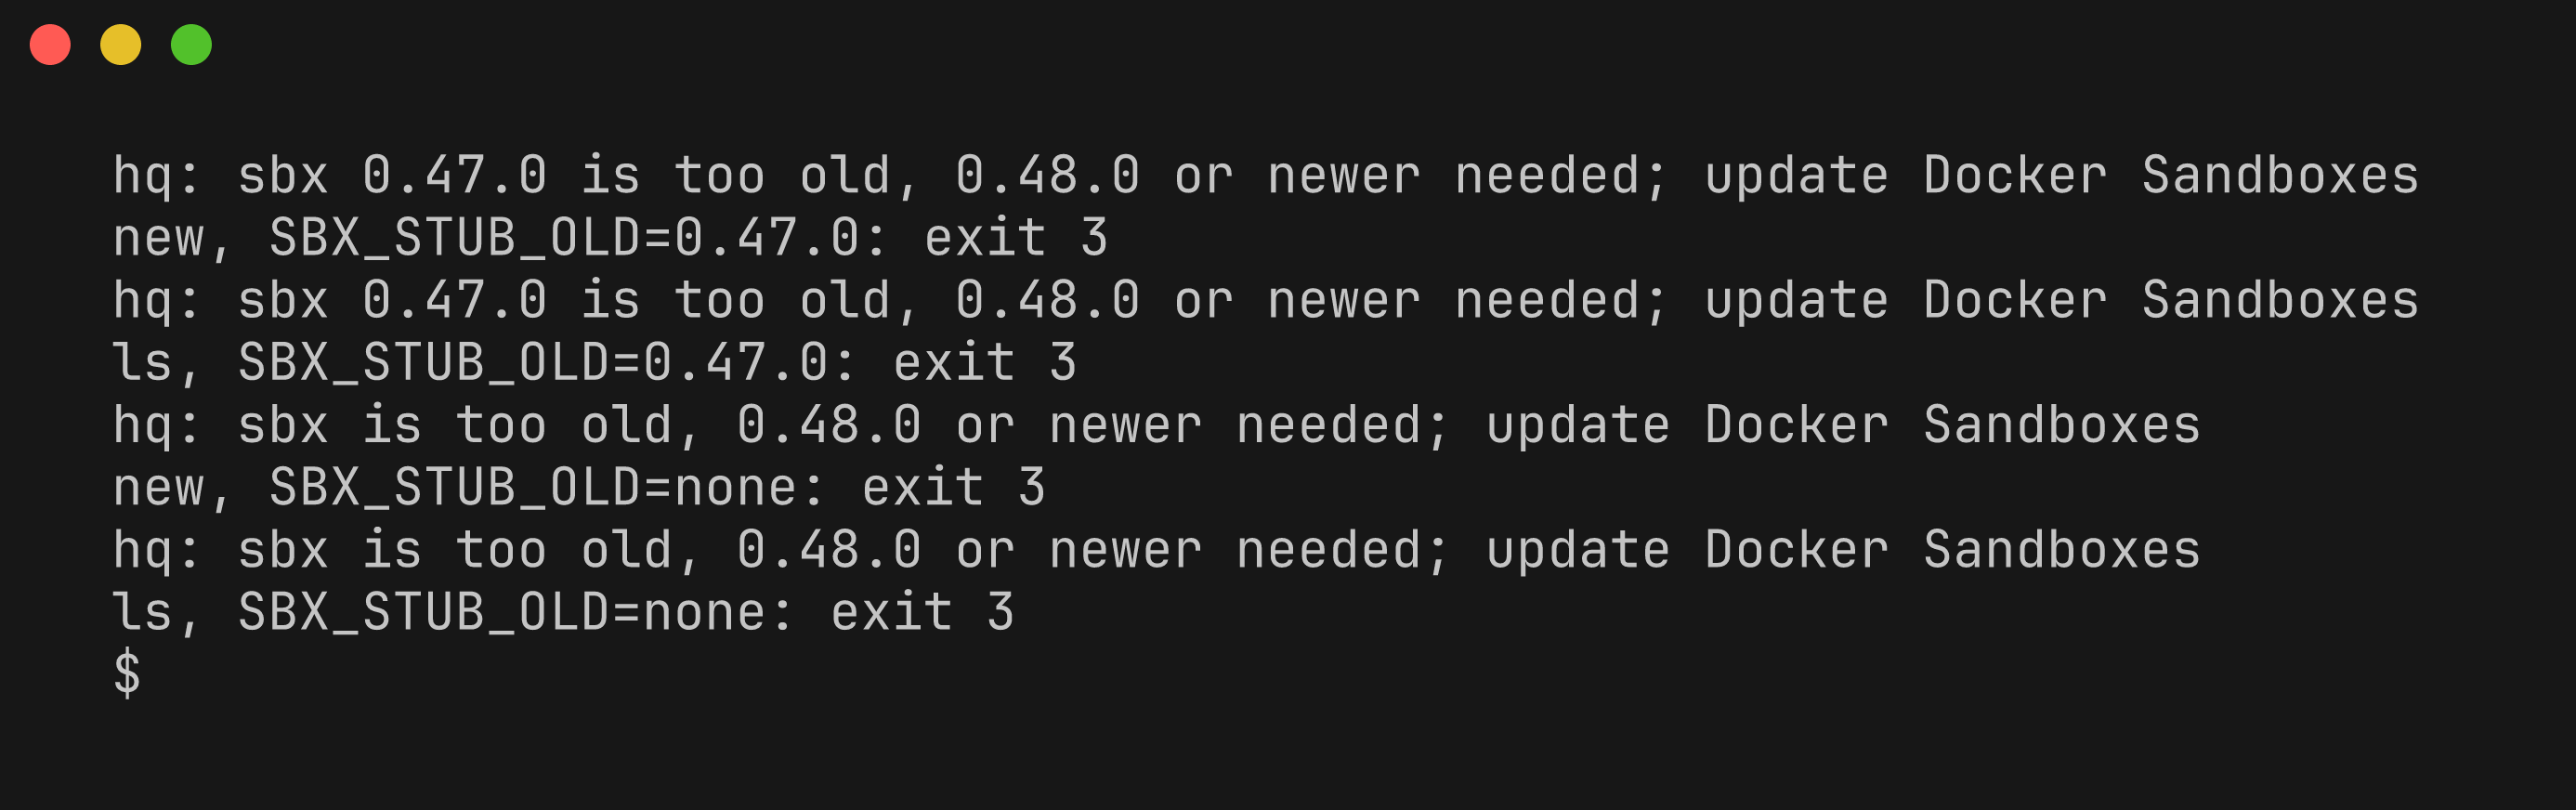 hq: sbx 0.47.0 is too old, 0.48.0 or newer needed; update Docker Sandboxes
new, SBX_STUB_OLD=0.47.0: exit 3
hq: sbx 0.47.0 is too old, 0.48.0 or newer needed; update Docker Sandboxes
ls, SBX_STUB_OLD=0.47.0: exit 3
hq: sbx is too old, 0.48.0 or newer needed; update Docker Sandboxes
new, SBX_STUB_OLD=none: exit 3
hq: sbx is too old, 0.48.0 or newer needed; update Docker Sandboxes
ls, SBX_STUB_OLD=none: exit 3
$